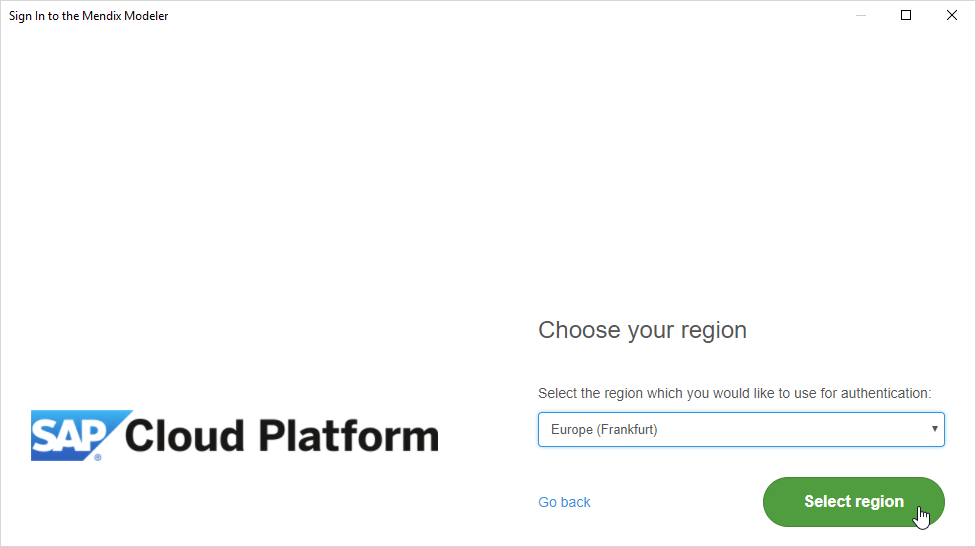 Sign In to the Mendix Modeler
Choose your region
Select the region which you would like to use for authentication:
Europe (Frankfurt)
SAP® Cloud Platform
Go back
Select region